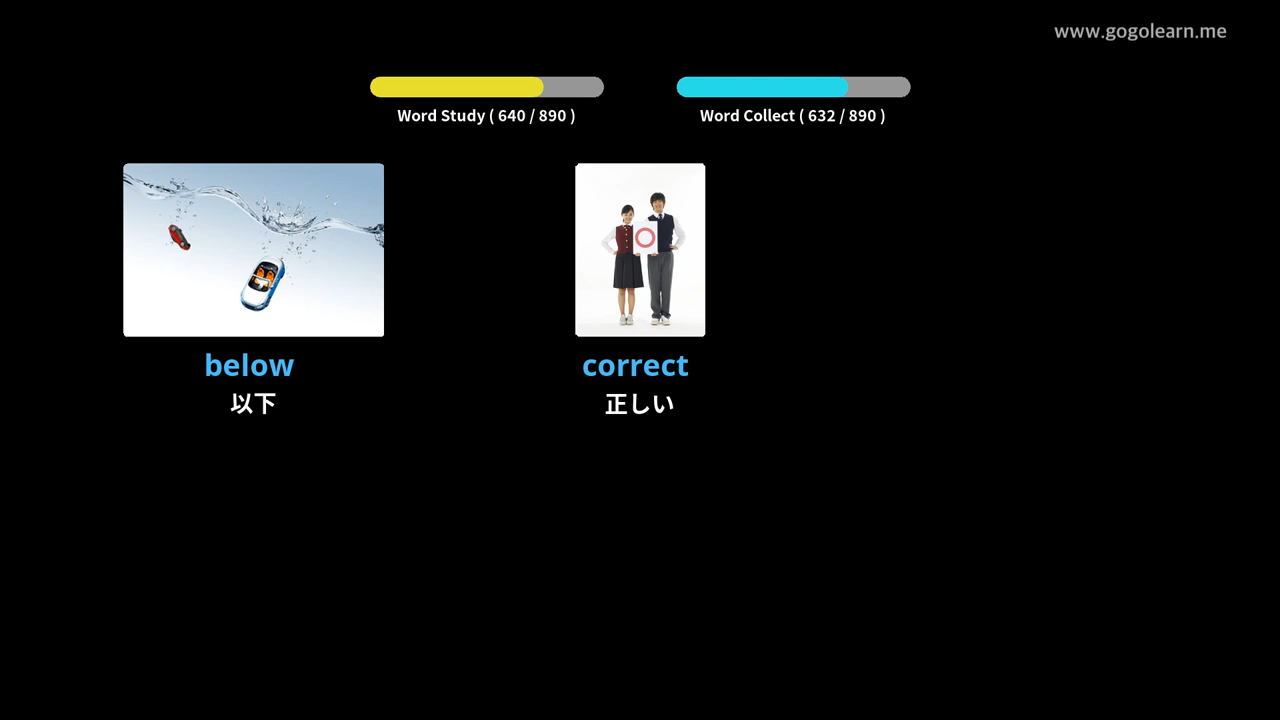 www.gogolearn.me
Word Study ( 640 / 890 )
Word Collect ( 632 / 890 )
below
以下
correct
正しい